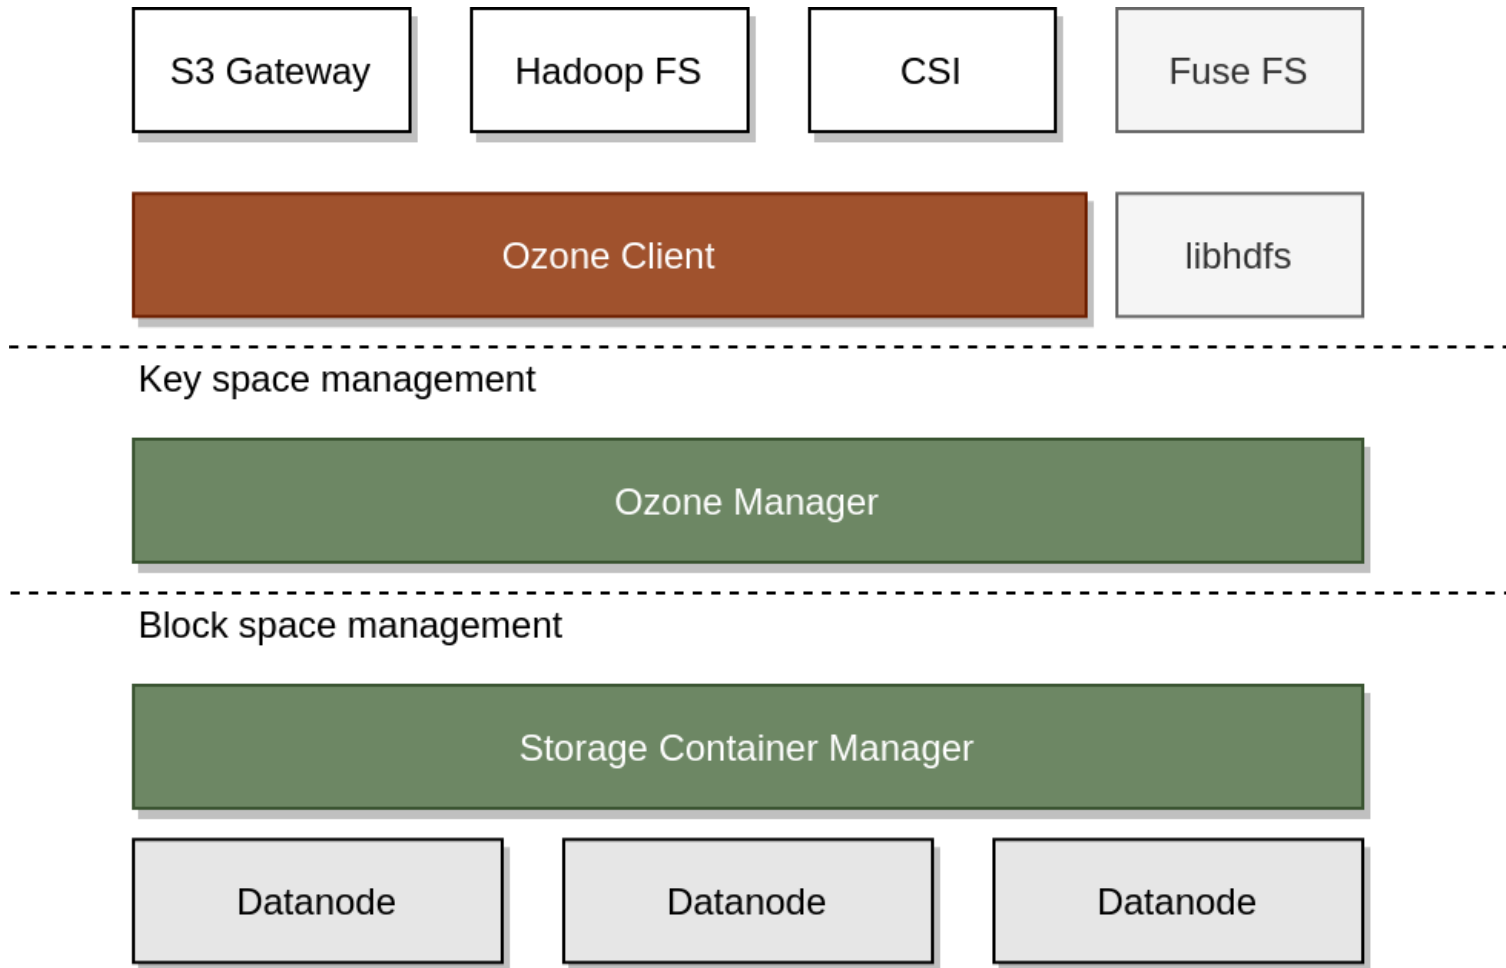 S3 Gateway
Hadoop FS
CSI
Fuse FS
Ozone Client
libhdfs
Key space management
Ozone Manager
Block space management
Storage Container Manager
Datanode
Datanode
Datanode